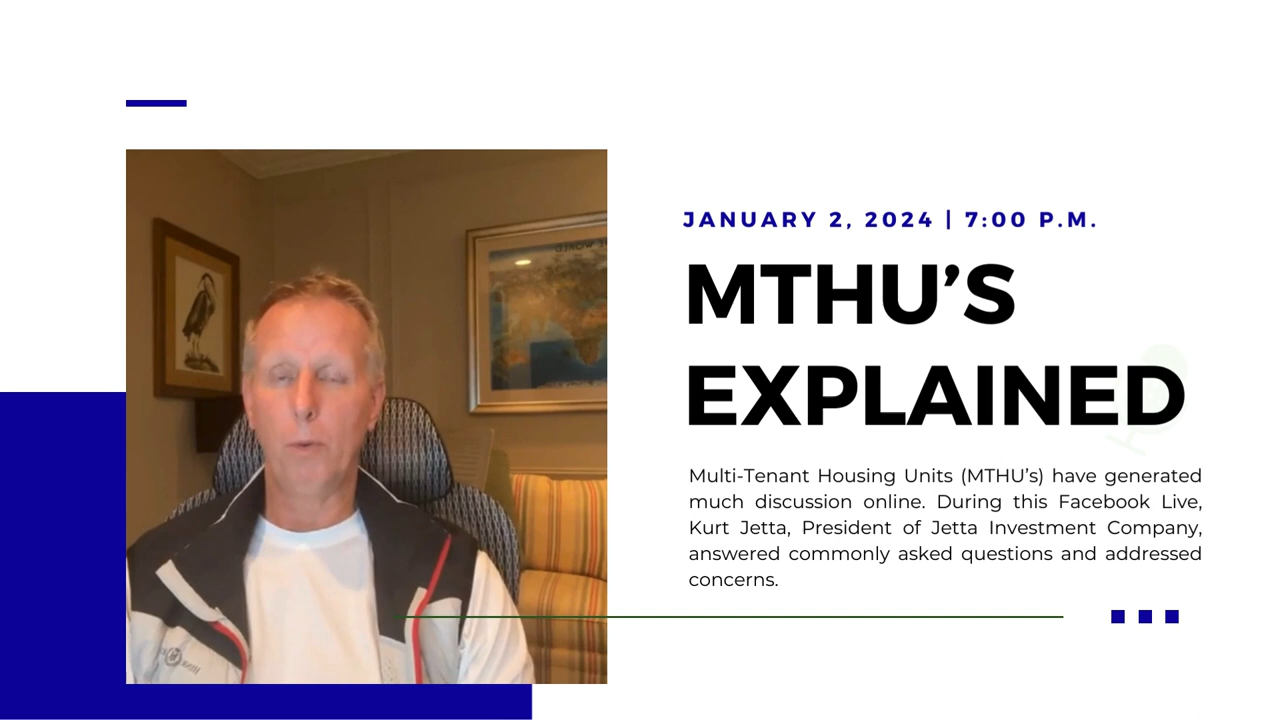 JANUARY 2, 2024 | 7:00 P.M.
MTHU’S
EXPLAINED
Multi-Tenant Housing Units (MTHU’s) have generated
much discussion online. During this Facebook Live,
Kurt Jetta, President of Jetta Investment Company,
answered commonly asked questions and addressed
concerns.